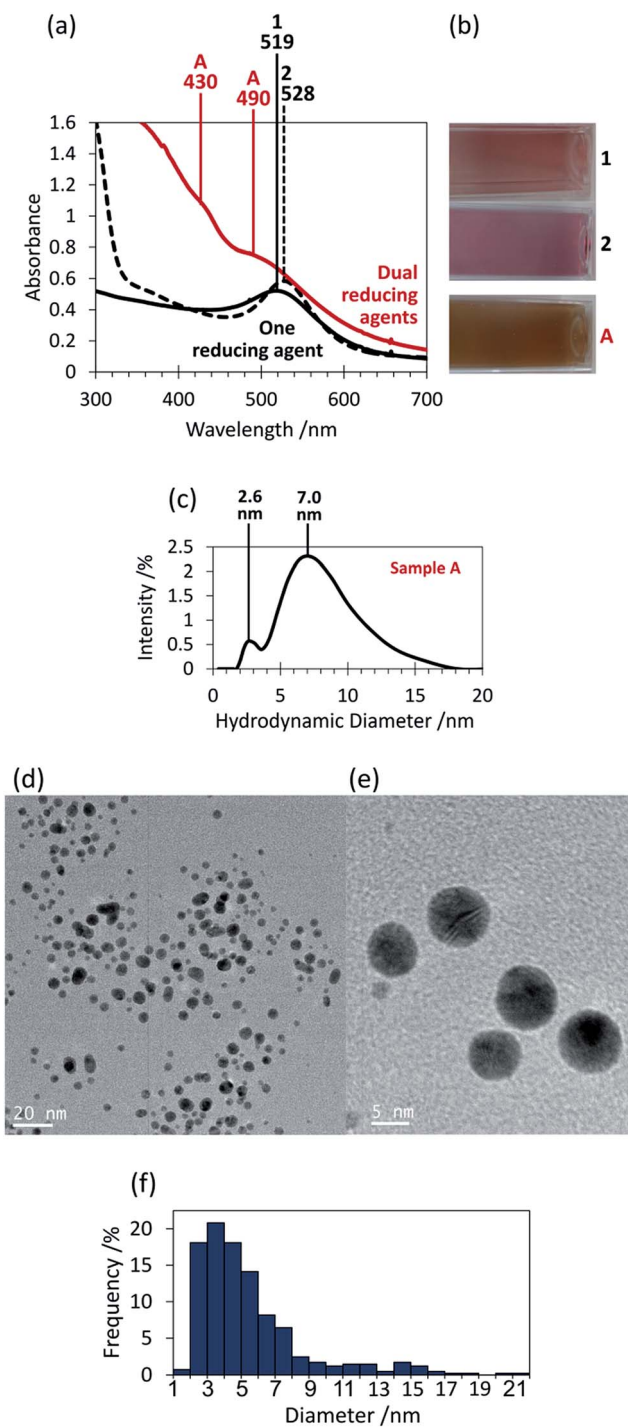 (a)
1
519
2
528
A
430
A
490
1.6
1.4
1.2
1
0.8
0.6
0.4
0.2
0
Absorbance
Dual
reducing
agents
One
reducing agent
300 400 500 600 700
Wavelength /nm
(b)
1
2
A
(c)
2.6
nm
7.0
nm
2.5
2
1.5
1
0.5
0
Intensity /%
Sample A
0 5 10 15 20
Hydrodynamic Diameter /nm
(d)
20 nm
(e)
5 nm
(f)
20
15
10
5
0
Frequency /%
1 3 5 7 9 11 13 15 17 19 21
Diameter /nm